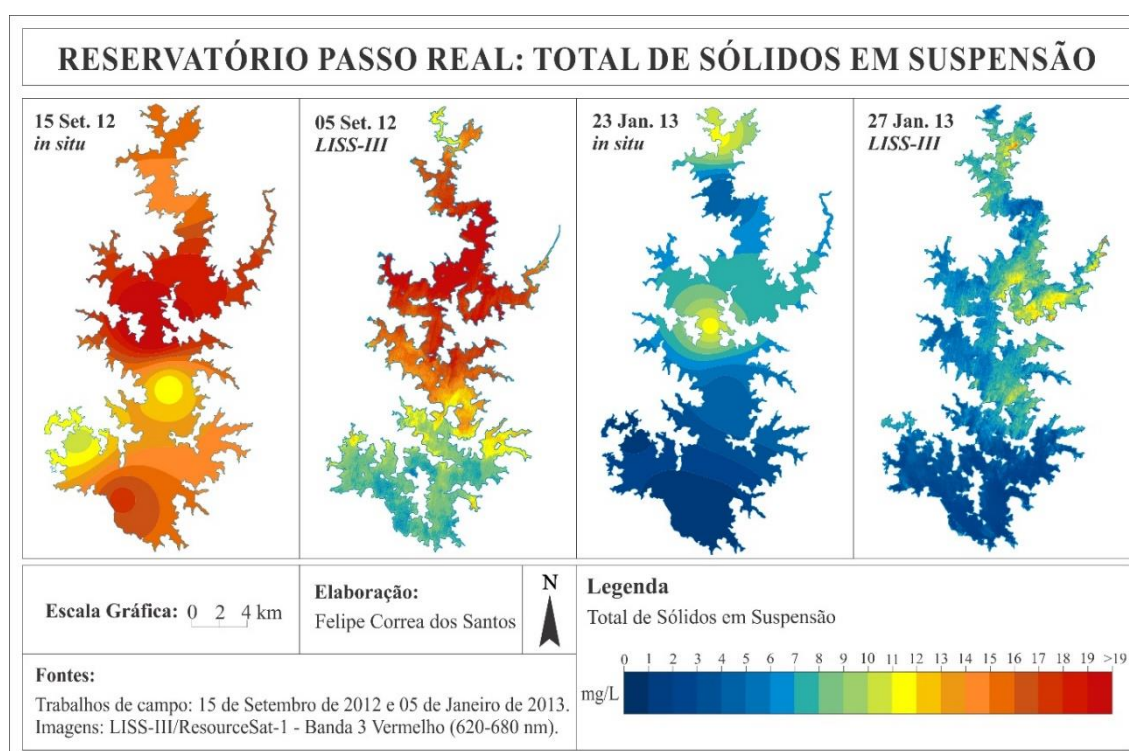 RESERVATÓRIO PASSO REAL: TOTAL DE SÓLIDOS EM SUSPENSÃO
15 Set. 12
in situ
05 Set. 12
LISS-III
23 Jan. 13
in situ
27 Jan. 13
LISS-III
Escala Gráfica: 0 2 4 km
Elaboração:
Felipe Correa dos Santos
N
Fontes:
Trabalhos de campo: 15 de Setembro de 2012 e 05 de Janeiro de 2013.
Imagens: LISS-III/ResourceSat-1 - Banda 3 Vermelho (620-680 nm).
Legenda
Total de Sólidos em Suspensão
0 1 2 3 4 5 6 7 8 9 10 11 12 13 14 15 16 17 18 19 >19
mg/L